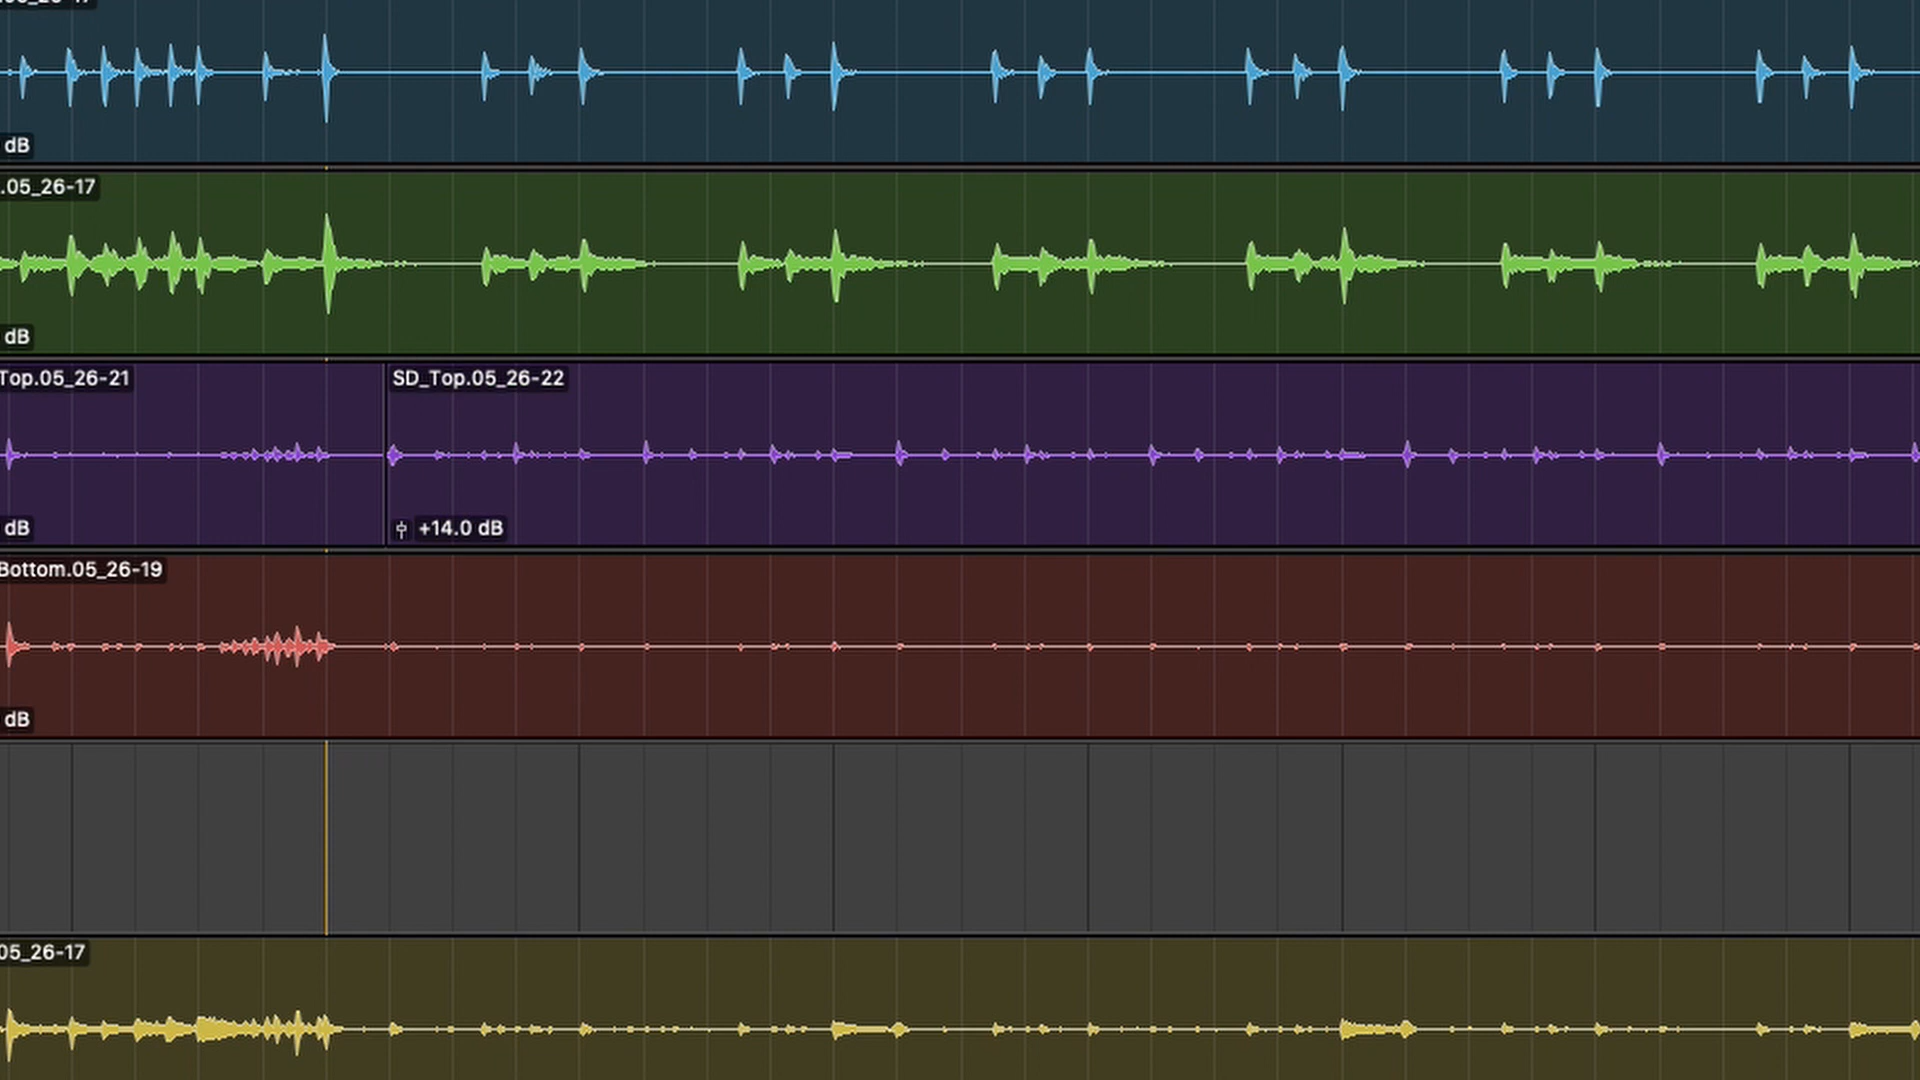 dB
.05_26-17
dB
Top.05_26-21
SD_Top.05_26-22
dB
+14.0 dB
Bottom.05_26-19
dB
05_26-17